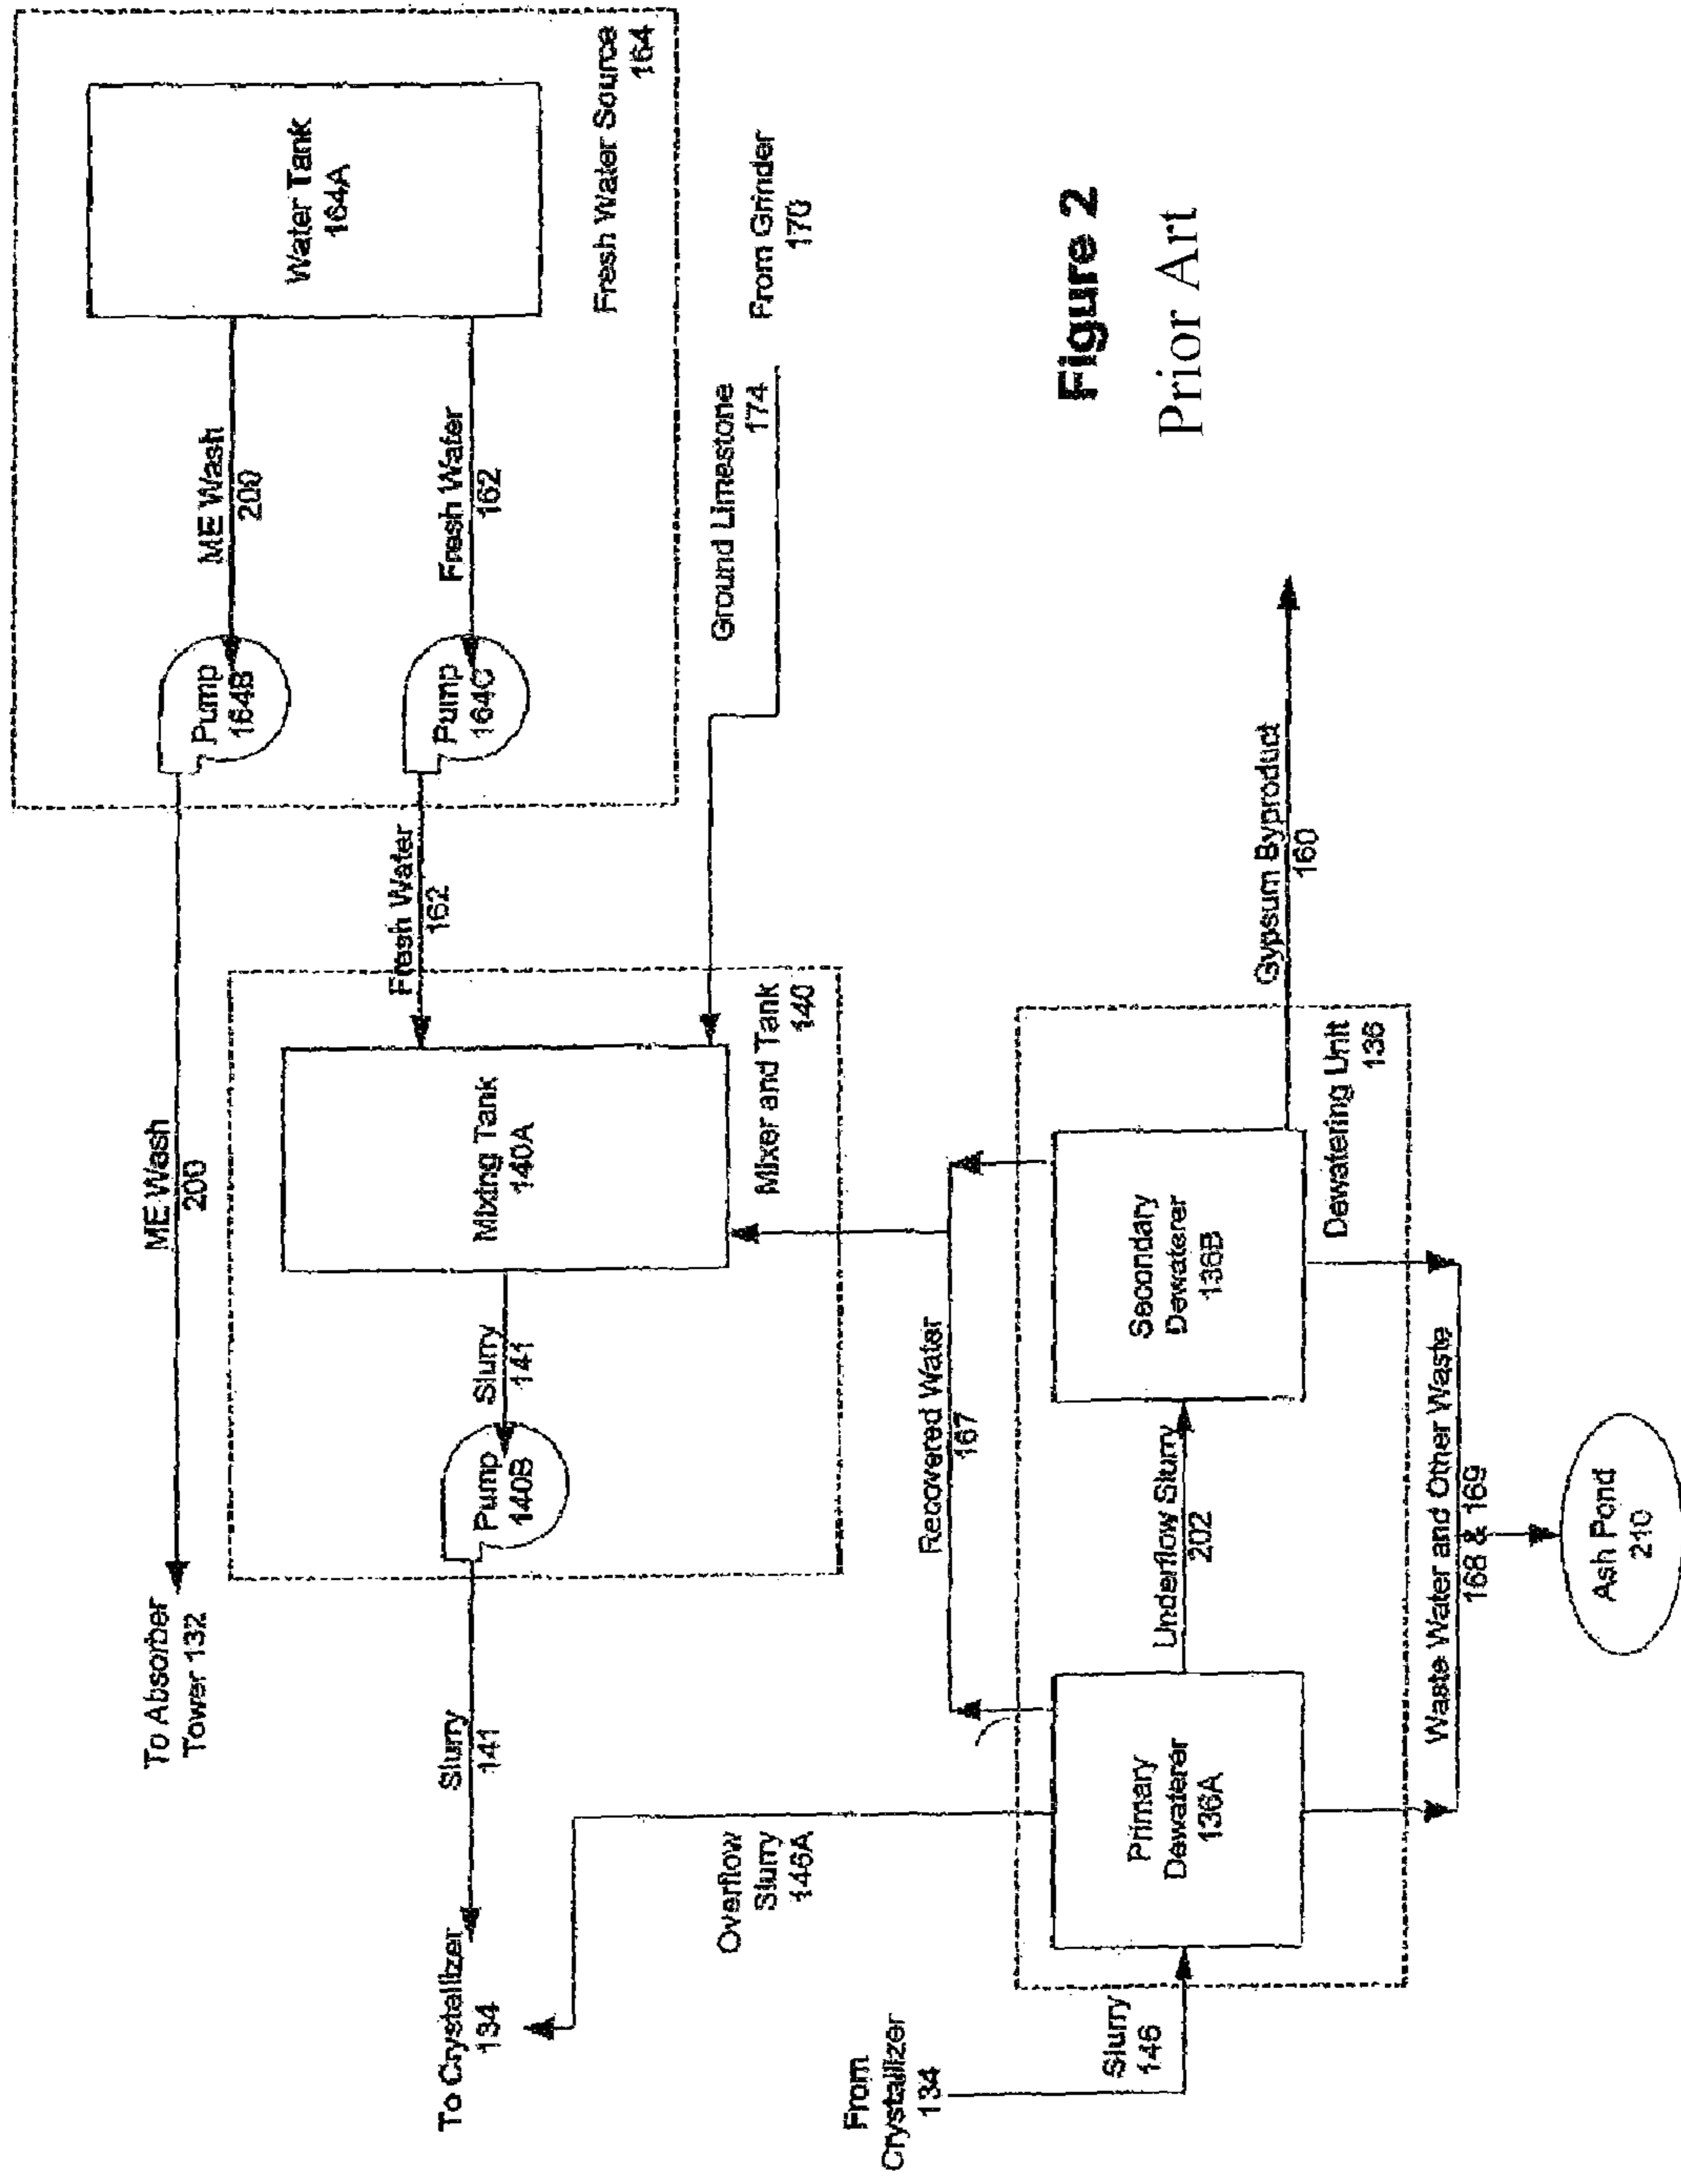 To Absorber
Tower 132
ME Wash
200
ME Wash
200
Pump
164B
Water Tank
164A
Fresh Water
162
Pump
164C
Fresh Water
162
Fresh Water Source
164
To Crystallizer
134
Slurry
141
Pump
140B
Slurry
141
Mixing Tank
140A
Mixer and Tank
140
Ground Limestone
174
From Grinder
170
Overflow
Slurry
146A
Recovered Water
167
From
Crystallizer
134
Slurry
146
Primary
Dewaterer
136A
Underflow Slurry
202
Secondary
Dewaterer
136B
Dewatering Unit
136
Gypsum Byproduct
160
Waste Water and Other Waste
168 & 169
Ash Pond
210
Figure 2
Prior Art